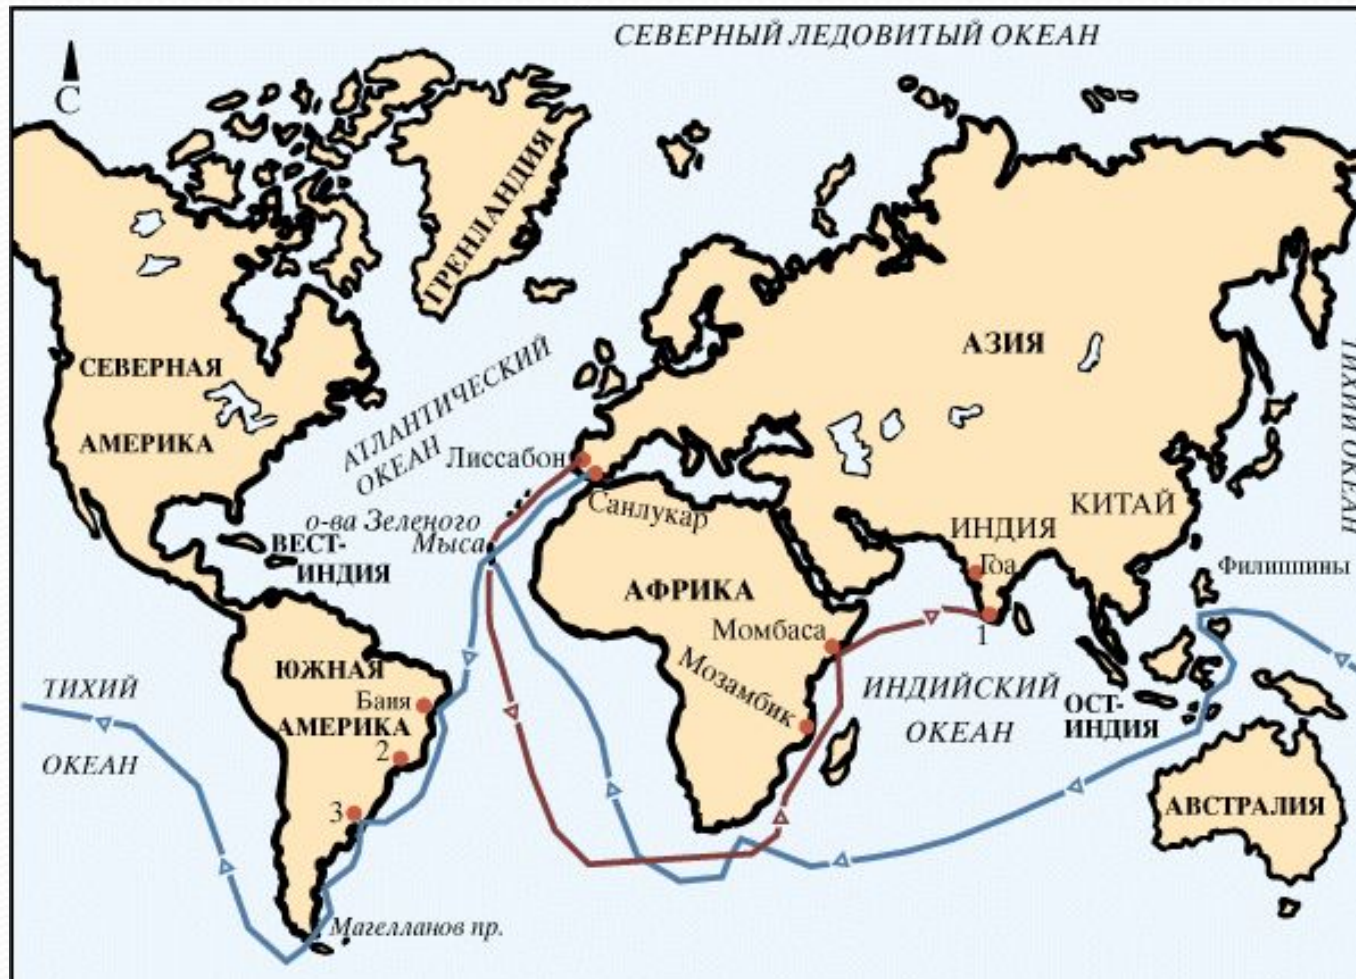 СЕВЕРНЫЙ ЛЕДОВИТЫЙ ОКЕАН
С
ГРЕНЛАНДИЯ
СЕВЕРНАЯ
АМЕРИКА
АЗИЯ
ТИХИЙ ОКЕАН
АТЛАНТИЧЕСКИЙ
ОКЕАН
Лиссабон
Санлукар
о-ва Зеленого
Мыса
ВЕСТ-
ИНДИЯ
КИТАЙ
ИНДИЯ
Гоа
Филиппины
АФРИКА
1
Момбаса
Мозамбик
ЮЖНАЯ
АМЕРИКА
Баия
2
3
ТИХИЙ
ОКЕАН
ИНДИЙСКИЙ
ОКЕАН
ОСТ-
ИНДИЯ
АВСТРАЛИЯ
Магелланов пр.